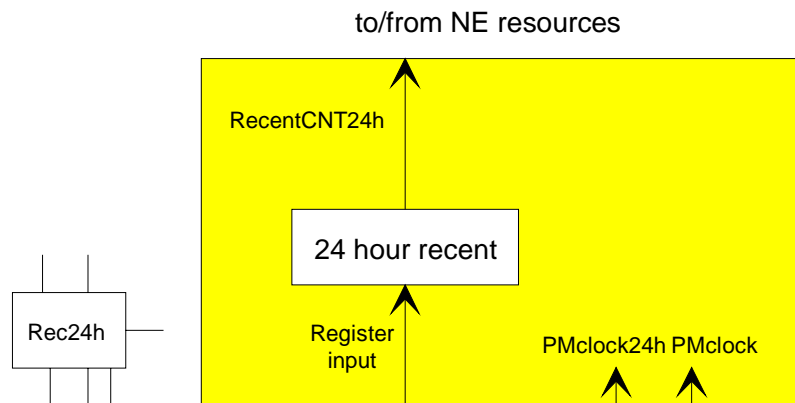 to/from NE resources
RecentCNT24h
24 hour recent
Rec24h
Register
input
PMclock24h PMclock